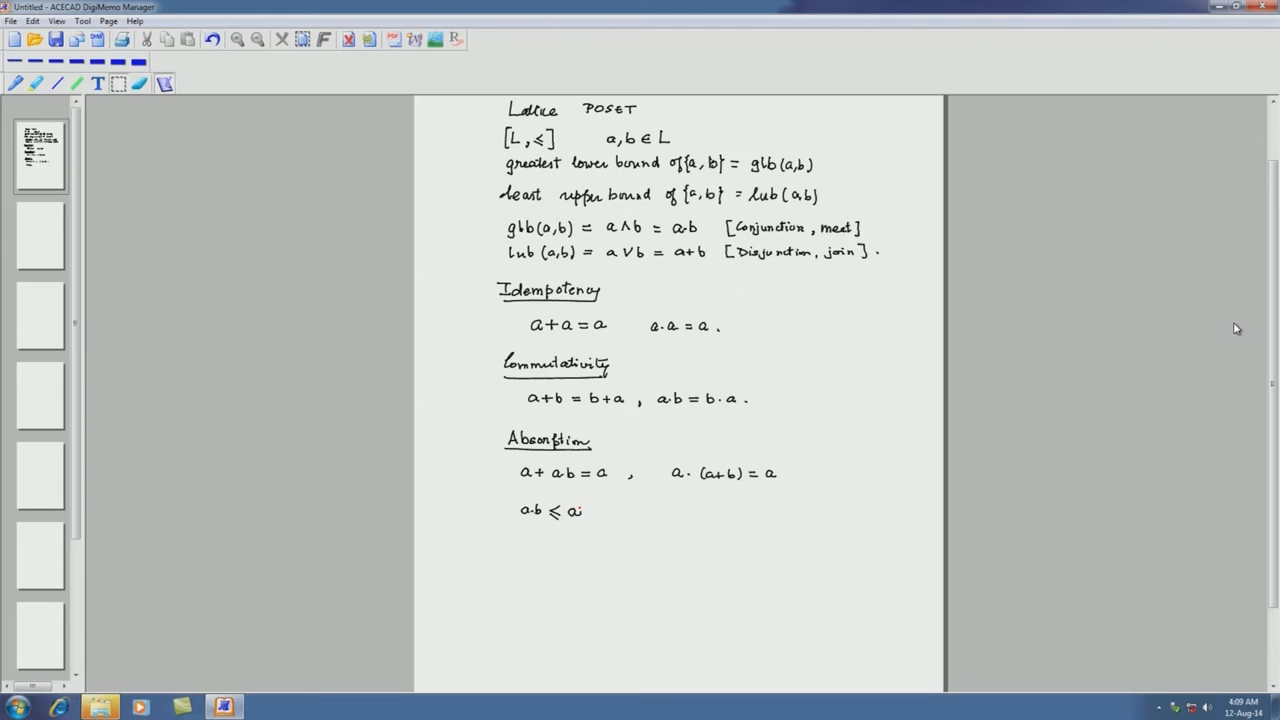 Untitled - ACECAD DigiMemo Manager
File Edit View Tool Page Help
Lattice POSET
[L, ≤] a, b ∈ L
greatest lower bound of {a, b} = glb(a,b)
Least upper bound of {a, b} = lub(a,b)
glb(a,b) = a ∧ b = a·b [Conjunction, meet]
lub (a,b) = a ∨ b = a+b [Disjunction, join].
Idempotency
a+a = a a·a = a.
Commutativity
a+b = b+a, a·b = b·a.
Absorption
a + a·b = a, a·(a+b) = a
a·b ≤ a
4:09 AM
12-Aug-14